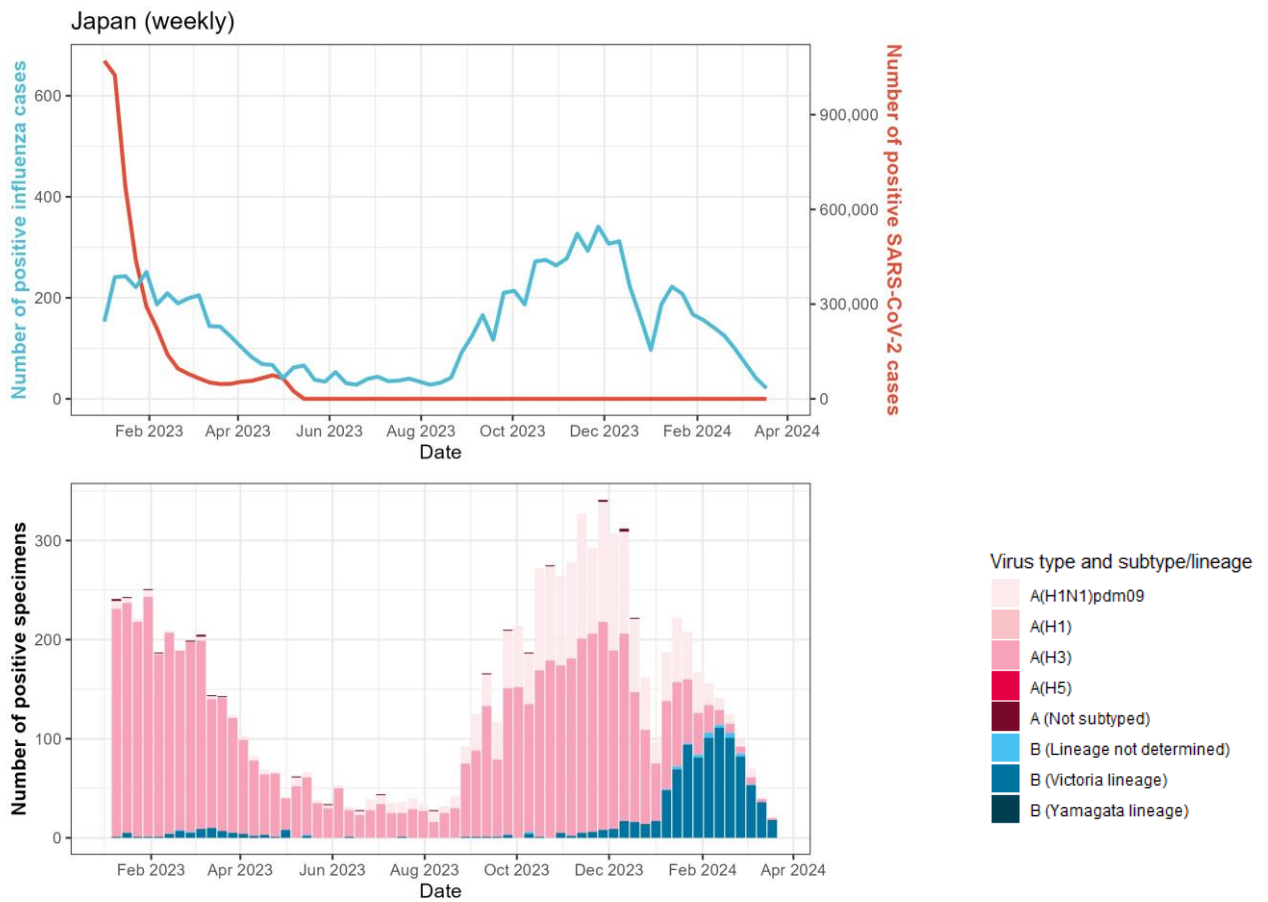 Japan (weekly)
Number of positive influenza cases
600
400
200
0
900,000
600,000
300,000
0
Number of positive SARS-CoV-2 cases
Feb 2023 Apr 2023 Jun 2023 Aug 2023 Oct 2023 Dec 2023 Feb 2024 Apr 2024
Date
Number of positive specimens
300
200
100
0
Feb 2023 Apr 2023 Jun 2023 Aug 2023 Oct 2023 Dec 2023 Feb 2024 Apr 2024
Date
Virus type and subtype/lineage
A(H1N1)pdm09
A(H1)
A(H3)
A(H5)
A (Not subtyped)
B (Lineage not determined)
B (Victoria lineage)
B (Yamagata lineage)